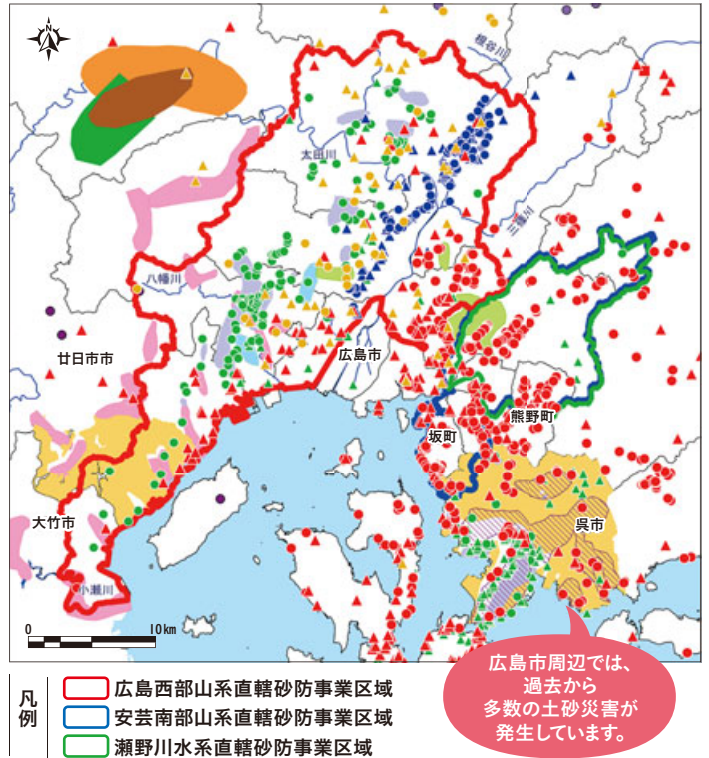 根谷川
太田川
三篠川
八幡川
廿日市市
広島市
熊野町
坂町
大竹市
呉市
小瀬川
0 10km
広島市周辺では、
過去から
多数の土砂災害が
発生しています。
凡例
広島西部山系直轄砂防事業区域
安芸南部山系直轄砂防事業区域
瀬野川水系直轄砂防事業区域